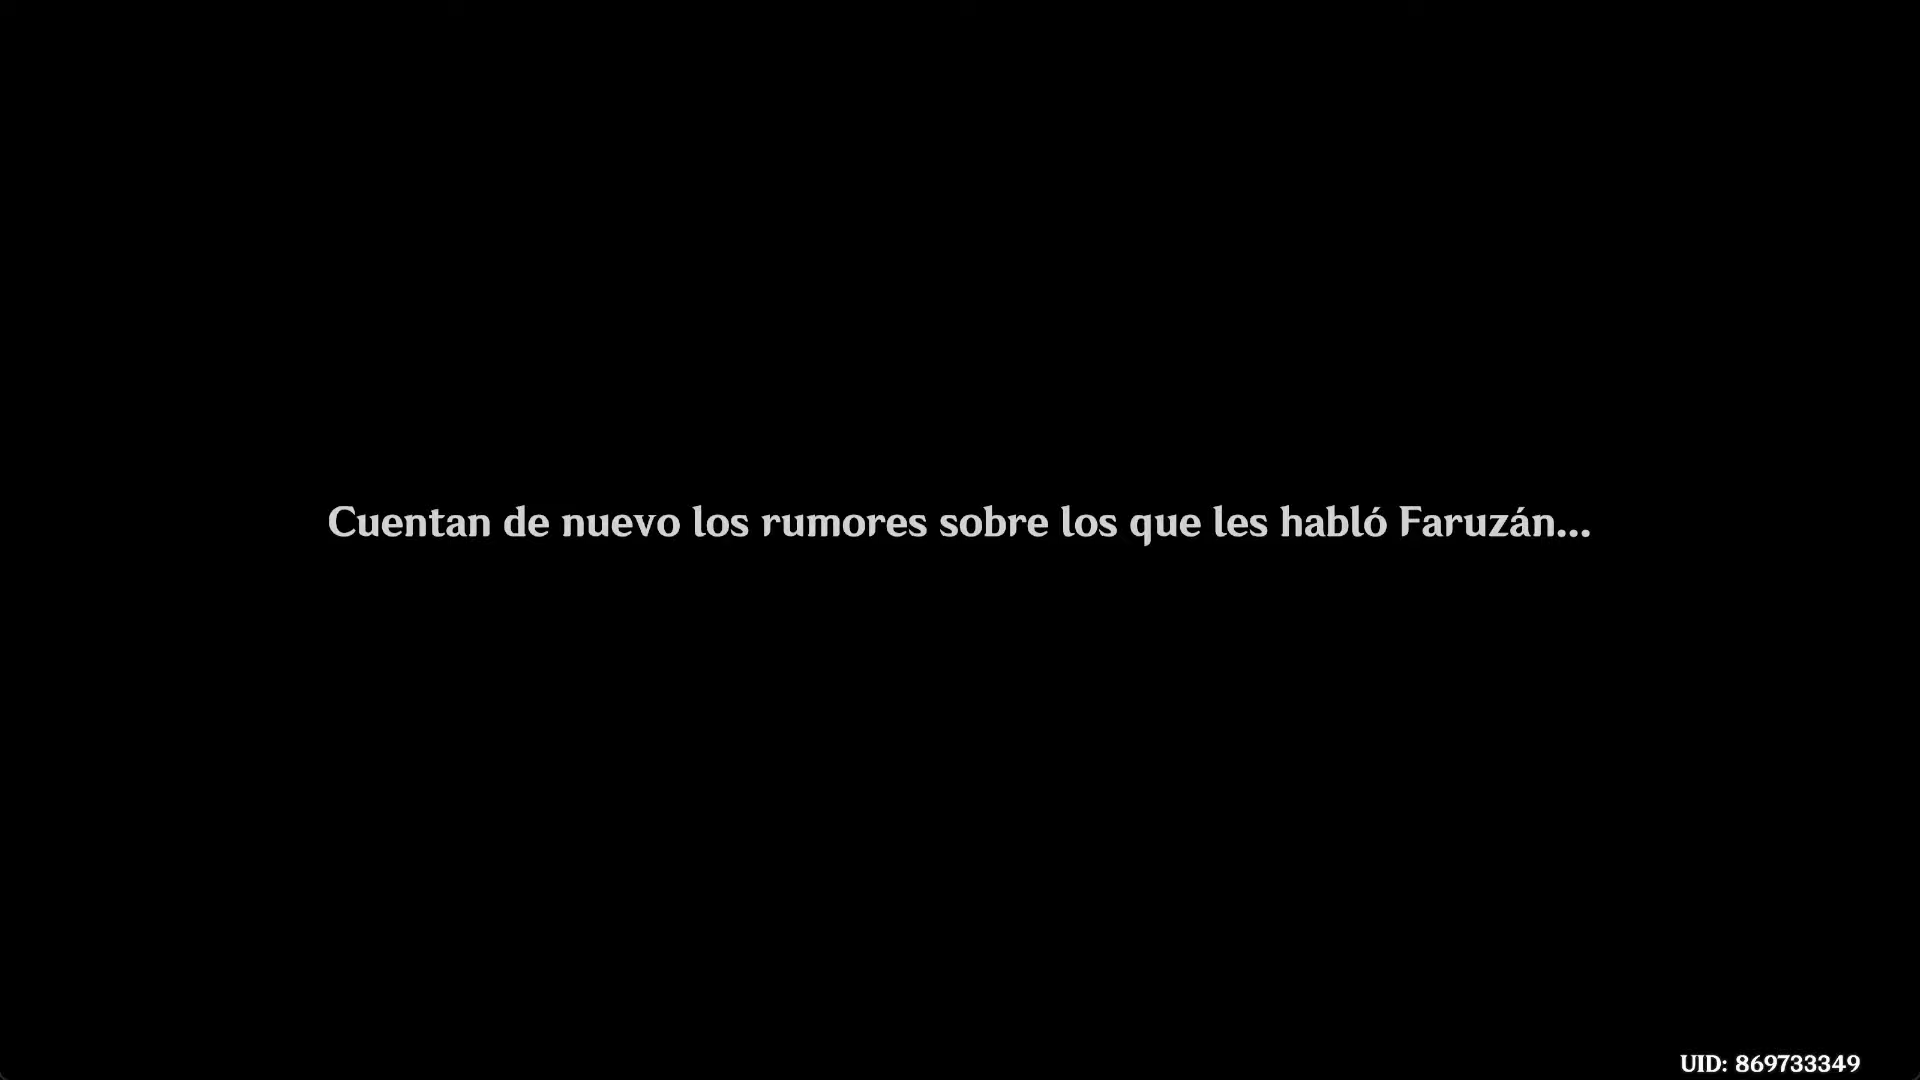 Cuentan de nuevo los rumores sobre los que les habló Faruzán...
UID: 869733349